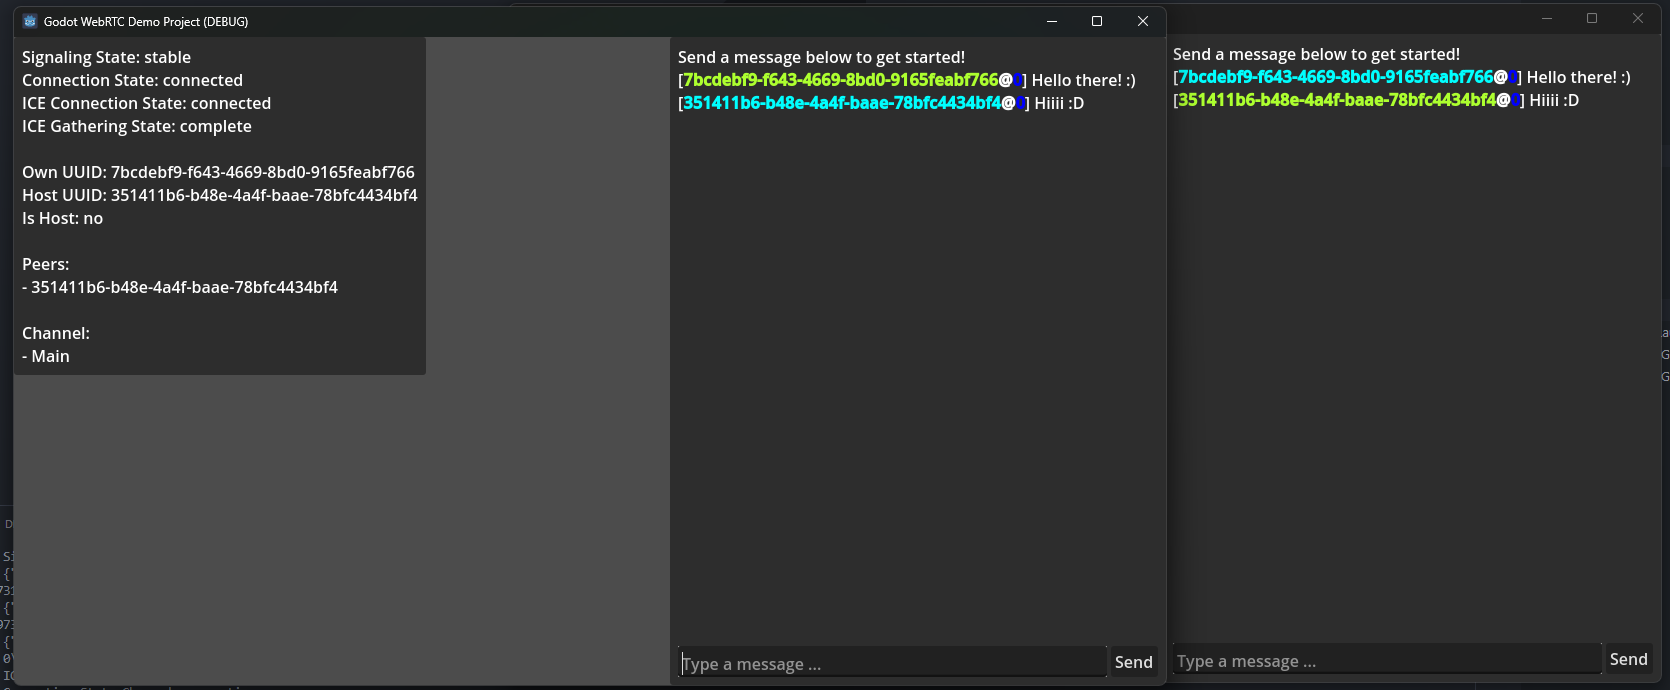 Godot WebRTC Demo Project (DEBUG)
Signaling State: stable
Connection State: connected
ICE Connection State: connected
ICE Gathering State: complete
Own UUID: 7bcdebf9-f643-4669-8bd0-9165feabf766
Host UUID: 351411b6-b48e-4a4f-baae-78bfc4434bf4
Is Host: no
Peers:
- 351411b6-b48e-4a4f-baae-78bfc4434bf4
Channel:
- Main
Send a message below to get started!
[7bcdebf9-f643-4669-8bd0-9165feabf766@0] Hello there! :)
[351411b6-b48e-4a4f-baae-78bfc4434bf4@0] Hiiii :D
Type a message ...
Send
Send a message below to get started!
[7bcdebf9-f643-4669-8bd0-9165feabf766@0] Hello there! :)
[351411b6-b48e-4a4f-baae-78bfc4434bf4@0] Hiiii :D
Type a message ...
Send